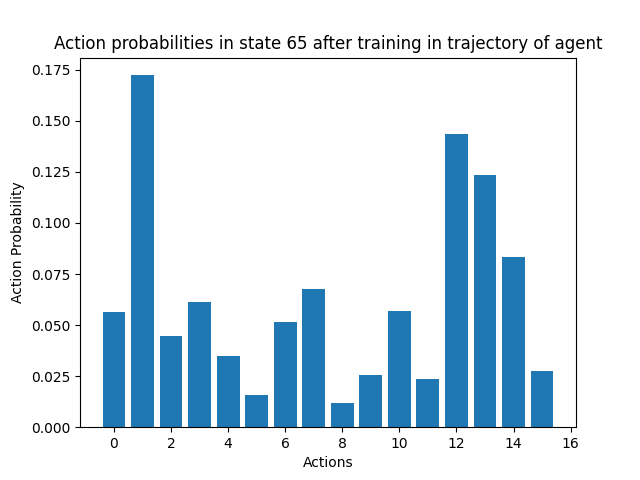 Action probabilities in state 65 after training in trajectory of agent
0.175
0.150
0.125
0.100
0.075
0.050
0.025
0.000
Action Probability
0 2 4 6 8 10 12 14 16
Actions